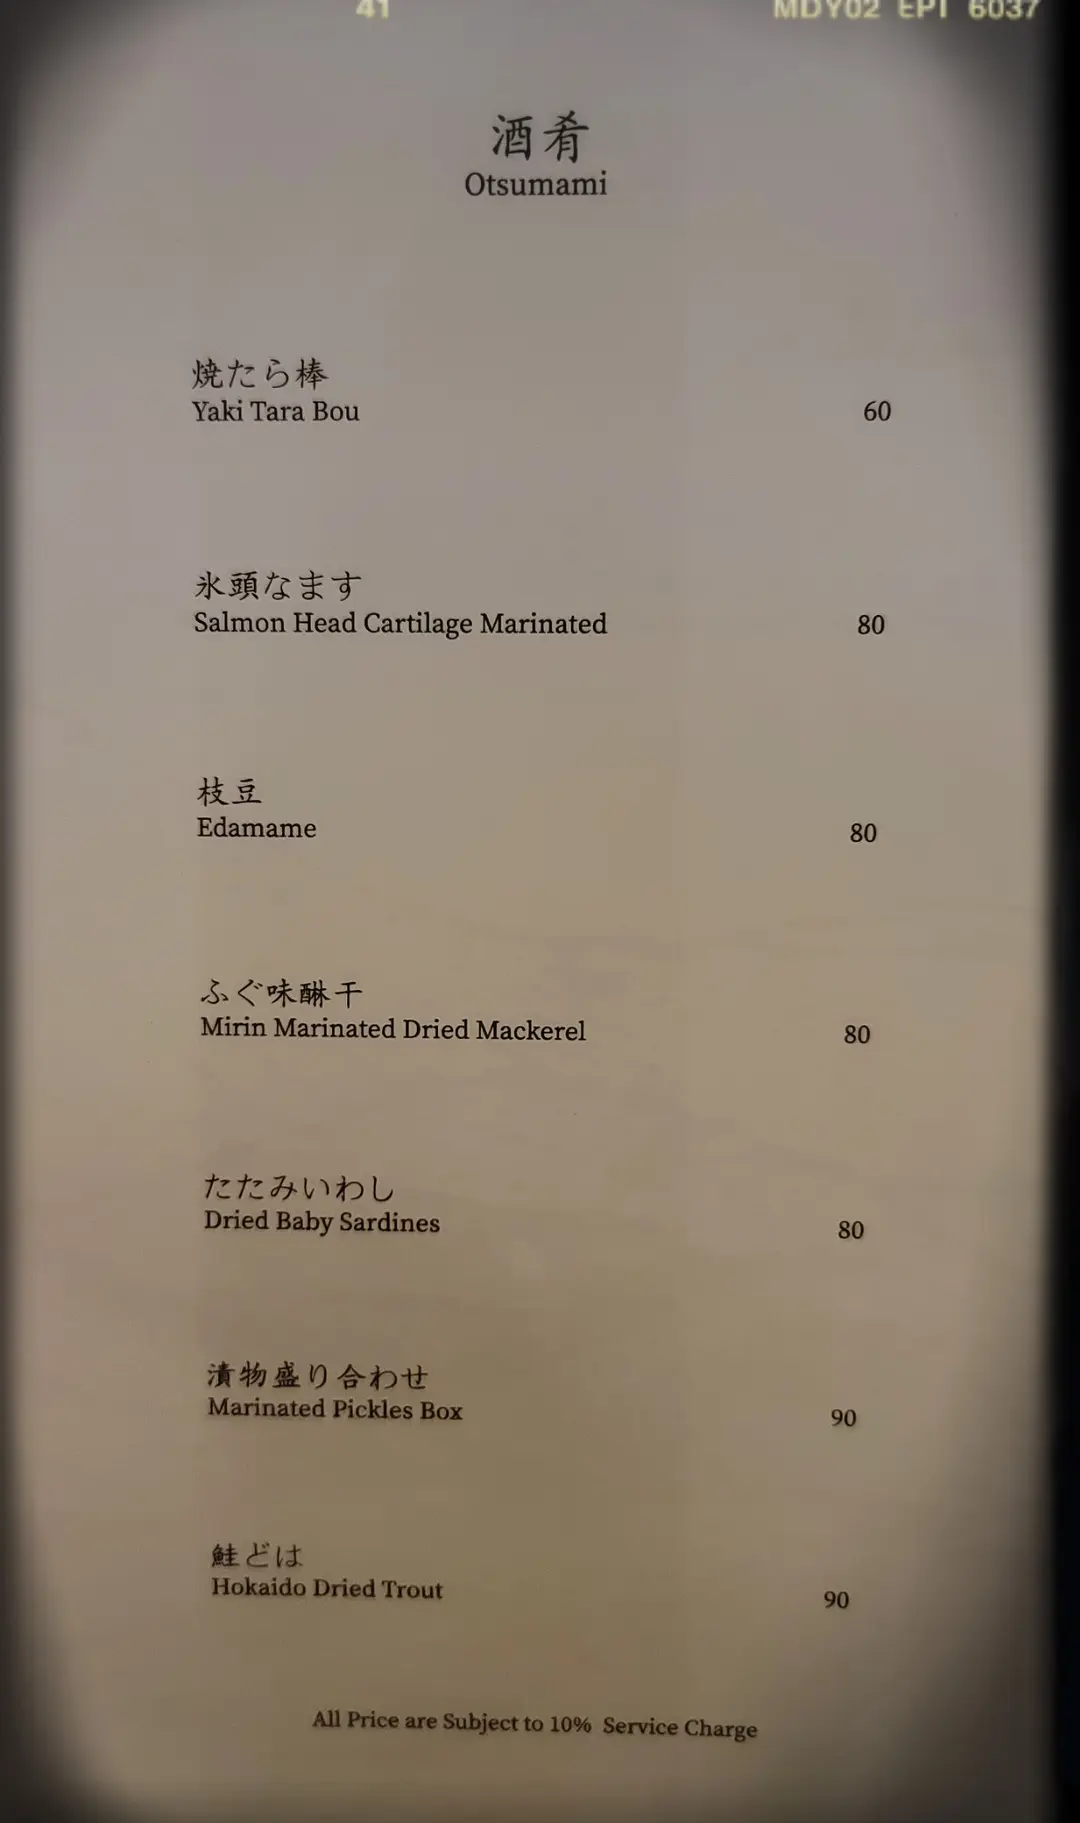 41 MDY02 EPI 6037
酒肴
Otsumami
焼たら棒
Yaki Tara Bou 60
氷頭なます
Salmon Head Cartilage Marinated 80
枝豆
Edamame 80
ふぐ味醂干
Mirin Marinated Dried Mackerel 80
たたみいわし
Dried Baby Sardines 80
漬物盛り合わせ
Marinated Pickles Box 90
鮭どは
Hokaido Dried Trout 90
All Price are Subject to 10% Service Charge